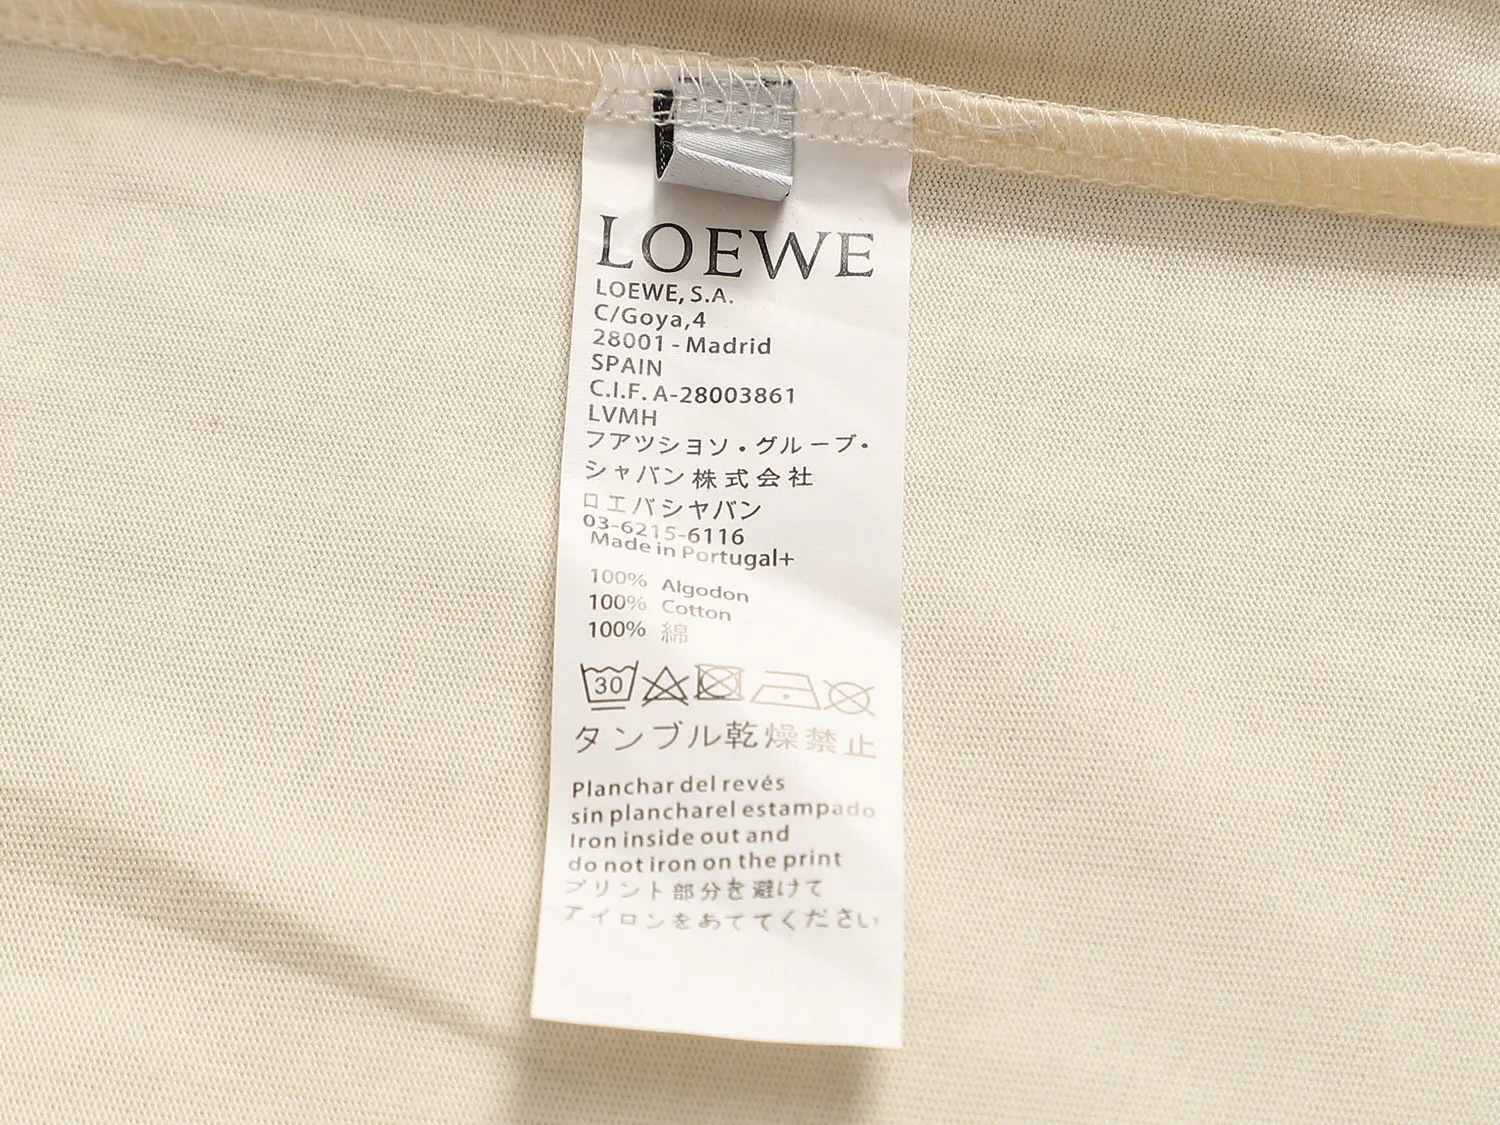 LOEWE
LOEWE, S.A.
C/Goya,4
28001 - Madrid
SPAIN
C.I.F. A-28003861
LVMH
フアツショソ・グループ・
シャバン株式会社
ロエバシヤバン
03-6215-6116
Made in Portugal+
100% Algodon
100% Cotton
100% 綿
30
タンブル乾燥禁止
Planchar del revés
sin plancharel estampado
Iron inside out and
do not iron on the print
プリント部分を避けて
アイロンをあててください